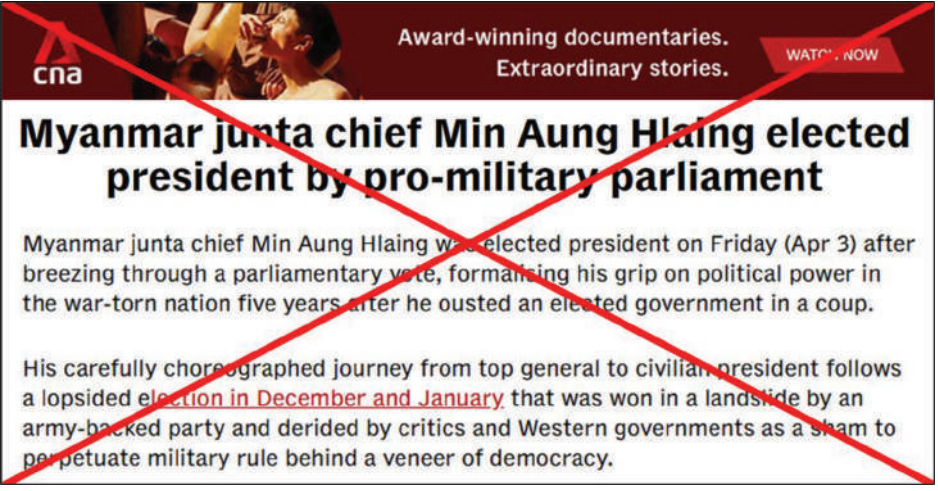 cna
Award-winning documentaries.
Extraordinary stories.
WATCH NOW
Myanmar junta chief Min Aung Hlaing elected
president by pro-military parliament
Myanmar junta chief Min Aung Hlaing was elected president on Friday (Apr 3) after
breezing through a parliamentary vote, formalising his grip on political power in
the war-torn nation five years after he ousted an elected government in a coup.
His carefully choreographed journey from top general to civilian president follows
a lopsided election in December and January that was won in a landslide by an
army-backed party and derided by critics and Western governments as a sham to
perpetuate military rule behind a veneer of democracy.